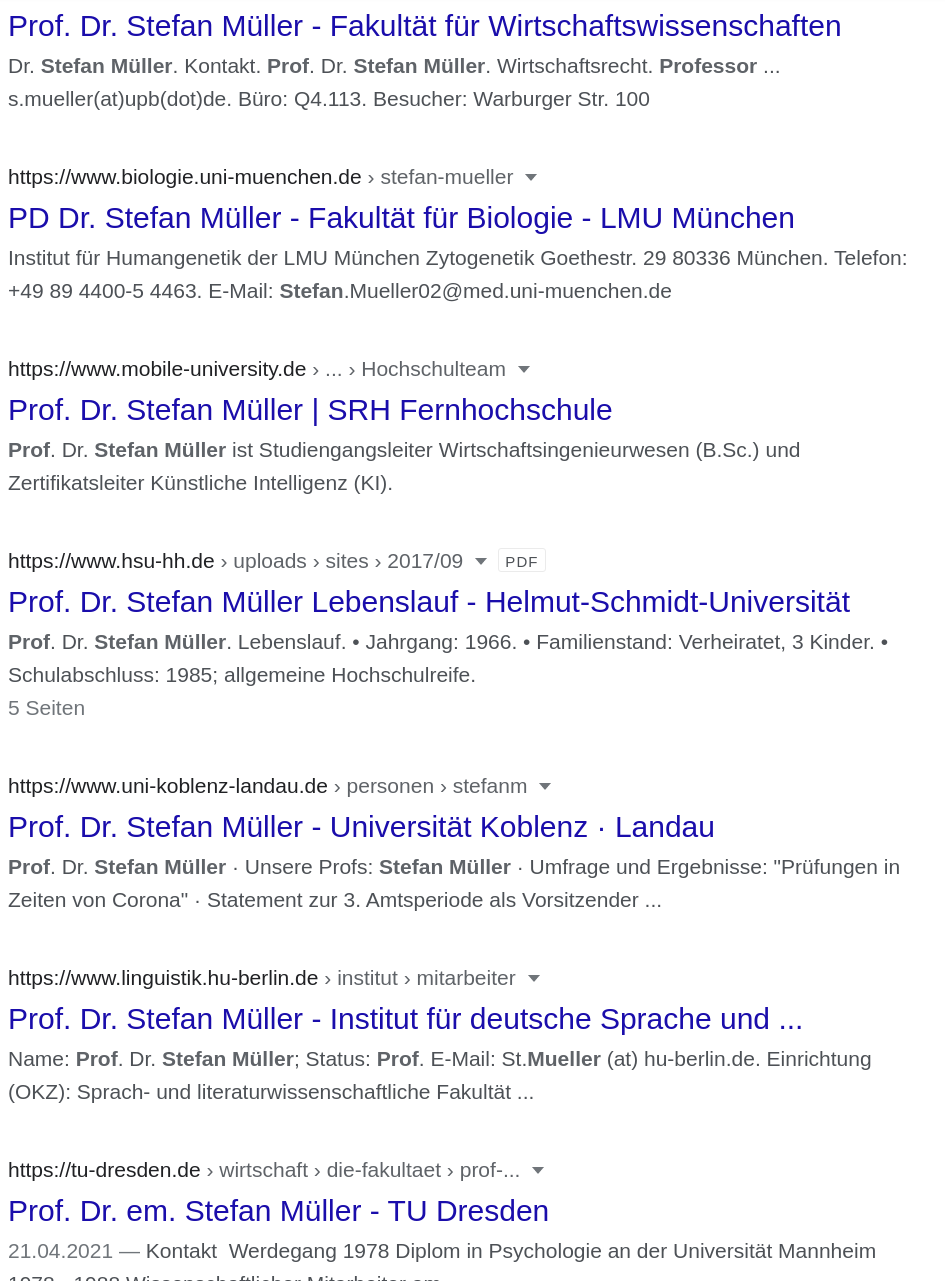 Prof. Dr. Stefan Müller - Fakultät für Wirtschaftswissenschaften
Dr. Stefan Müller. Kontakt. Prof. Dr. Stefan Müller. Wirtschaftsrecht. Professor ...
s.mueller(at)upb(dot)de. Büro: Q4.113. Besucher: Warburger Str. 100
https://www.biologie.uni-muenchen.de › stefan-mueller
PD Dr. Stefan Müller - Fakultät für Biologie - LMU München
Institut für Humangenetik der LMU München Zytogenetik Goethestr. 29 80336 München. Telefon:
+49 89 4400-5 4463. E-Mail: Stefan.Mueller02@med.uni-muenchen.de
https://www.mobile-university.de › ... › Hochschulteam
Prof. Dr. Stefan Müller | SRH Fernhochschule
Prof. Dr. Stefan Müller ist Studiengangsleiter Wirtschaftsingenieurwesen (B.Sc.) und
Zertifikatsleiter Künstliche Intelligenz (KI).
https://www.hsu-hh.de › uploads › sites › 2017/09 PDF
Prof. Dr. Stefan Müller Lebenslauf - Helmut-Schmidt-Universität
Prof. Dr. Stefan Müller. Lebenslauf. • Jahrgang: 1966. • Familienstand: Verheiratet, 3 Kinder. •
Schulabschluss: 1985; allgemeine Hochschulreife.
5 Seiten
https://www.uni-koblenz-landau.de › personen › stefanm
Prof. Dr. Stefan Müller - Universität Koblenz · Landau
Prof. Dr. Stefan Müller · Unsere Profs: Stefan Müller · Umfrage und Ergebnisse: "Prüfungen in
Zeiten von Corona" · Statement zur 3. Amtsperiode als Vorsitzender ...
https://www.linguistik.hu-berlin.de › institut › mitarbeiter
Prof. Dr. Stefan Müller - Institut für deutsche Sprache und ...
Name: Prof. Dr. Stefan Müller; Status: Prof. E-Mail: St.Mueller (at) hu-berlin.de. Einrichtung
(OKZ): Sprach- und literaturwissenschaftliche Fakultät ...
https://tu-dresden.de › wirtschaft › die-fakultaet › prof-...
Prof. Dr. em. Stefan Müller - TU Dresden
21.04.2021 — Kontakt Werdegang 1978 Diplom in Psychologie an der Universität Mannheim